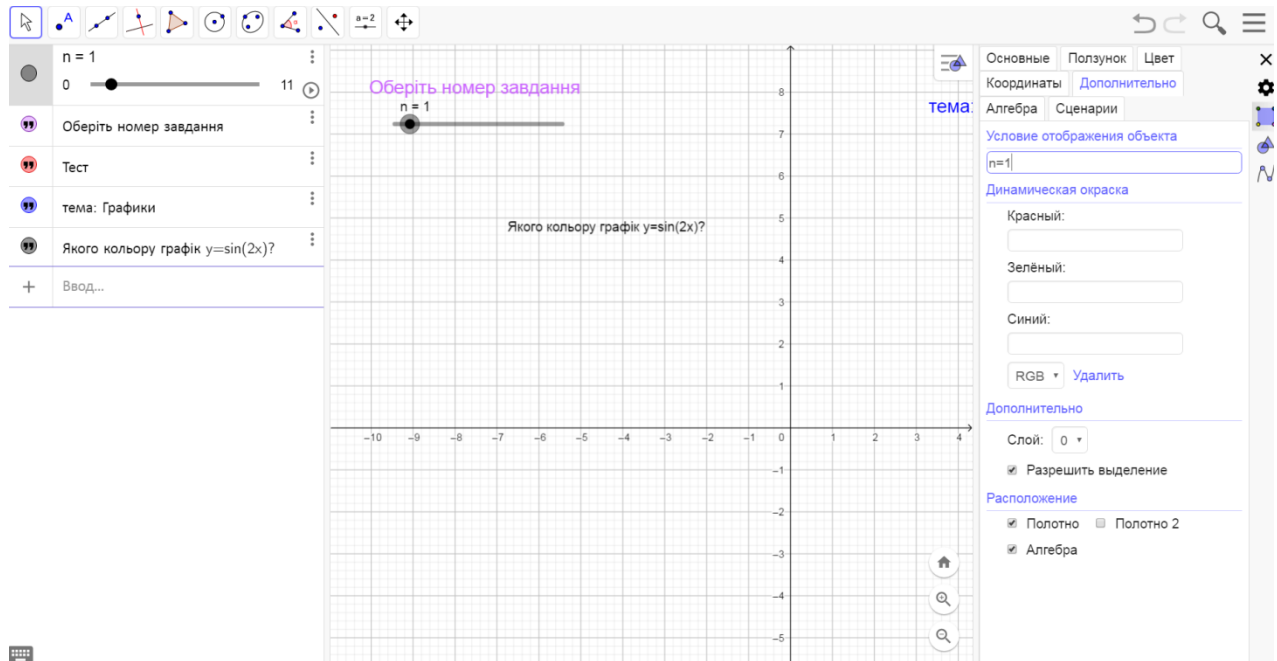 A
a=2
n = 1
0
11
Оберіть номер завдання
Тест
тема: Графики
Якого кольору графік y=sin(2x)?
Ввод...
Оберіть номер завдання
n = 1
тема:
Якого кольору графік y=sin(2x)?
8
7
6
5
4
3
2
1
−10 −9 −8 −7 −6 −5 −4 −3 −2 −1 0 1 2 3 4
−1
−2
−3
−4
−5
Основные Ползунок Цвет
Координаты Дополнительно
Алгебра Сценарии
Условие отображения объекта
n=1
Динамическая окраска
Красный:
Зелёный:
Синий:
RGB Удалить
Дополнительно
Слой: 0
Разрешить выделение
Расположение
Полотно Полотно 2
Алгебра